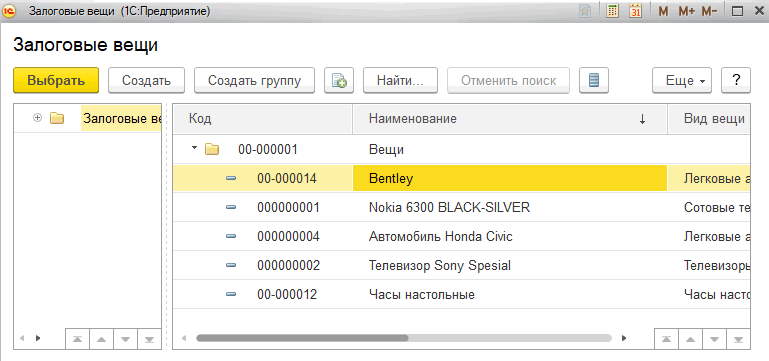 Залоговые вещи (1С:Предприятие) M M+ M-
Залоговые вещи
Выбрать Создать Создать группу Найти... Отменить поиск Еще ?
Залоговые ве Код Наименование ↓ Вид вещи
00-000001 Вещи
00-000014 Bentley Легковые а
000000001 Nokia 6300 BLACK-SILVER Сотовые те
000000004 Автомобиль Honda Civic Легковые а
000000002 Телевизор Sony Spesial Телевизоры
00-000012 Часы настольные Часы наст